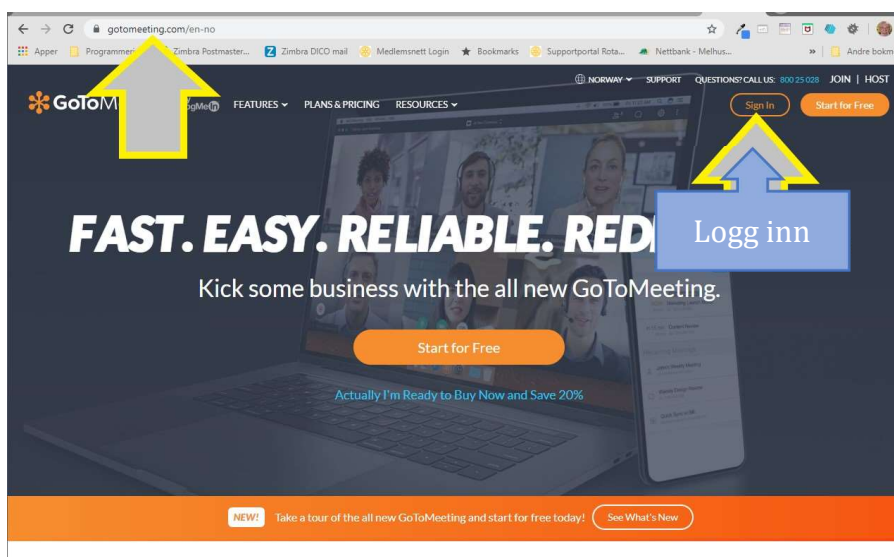 gotomeeting.com/en-no
Apper Programmeri Zimbra Postmaster... Zimbra DICO mail Medlemsnett Login Bookmarks Supportportal Rota... Nettbank - Melhus... » Andre bokm
NORWAY SUPPORT QUESTIONS? CALL US: 800 25 028 JOIN | HOST
GoToM ogMeIn FEATURES PLANS & PRICING RESOURCES Sign In Start for Free
Logg inn
FAST. EASY. RELIABLE. RED
Kick some business with the all new GoToMeeting.
Start for Free
Actually I'm Ready to Buy Now and Save 20%
NEW! Take a tour of the all new GoToMeeting and start for free today! See What's New